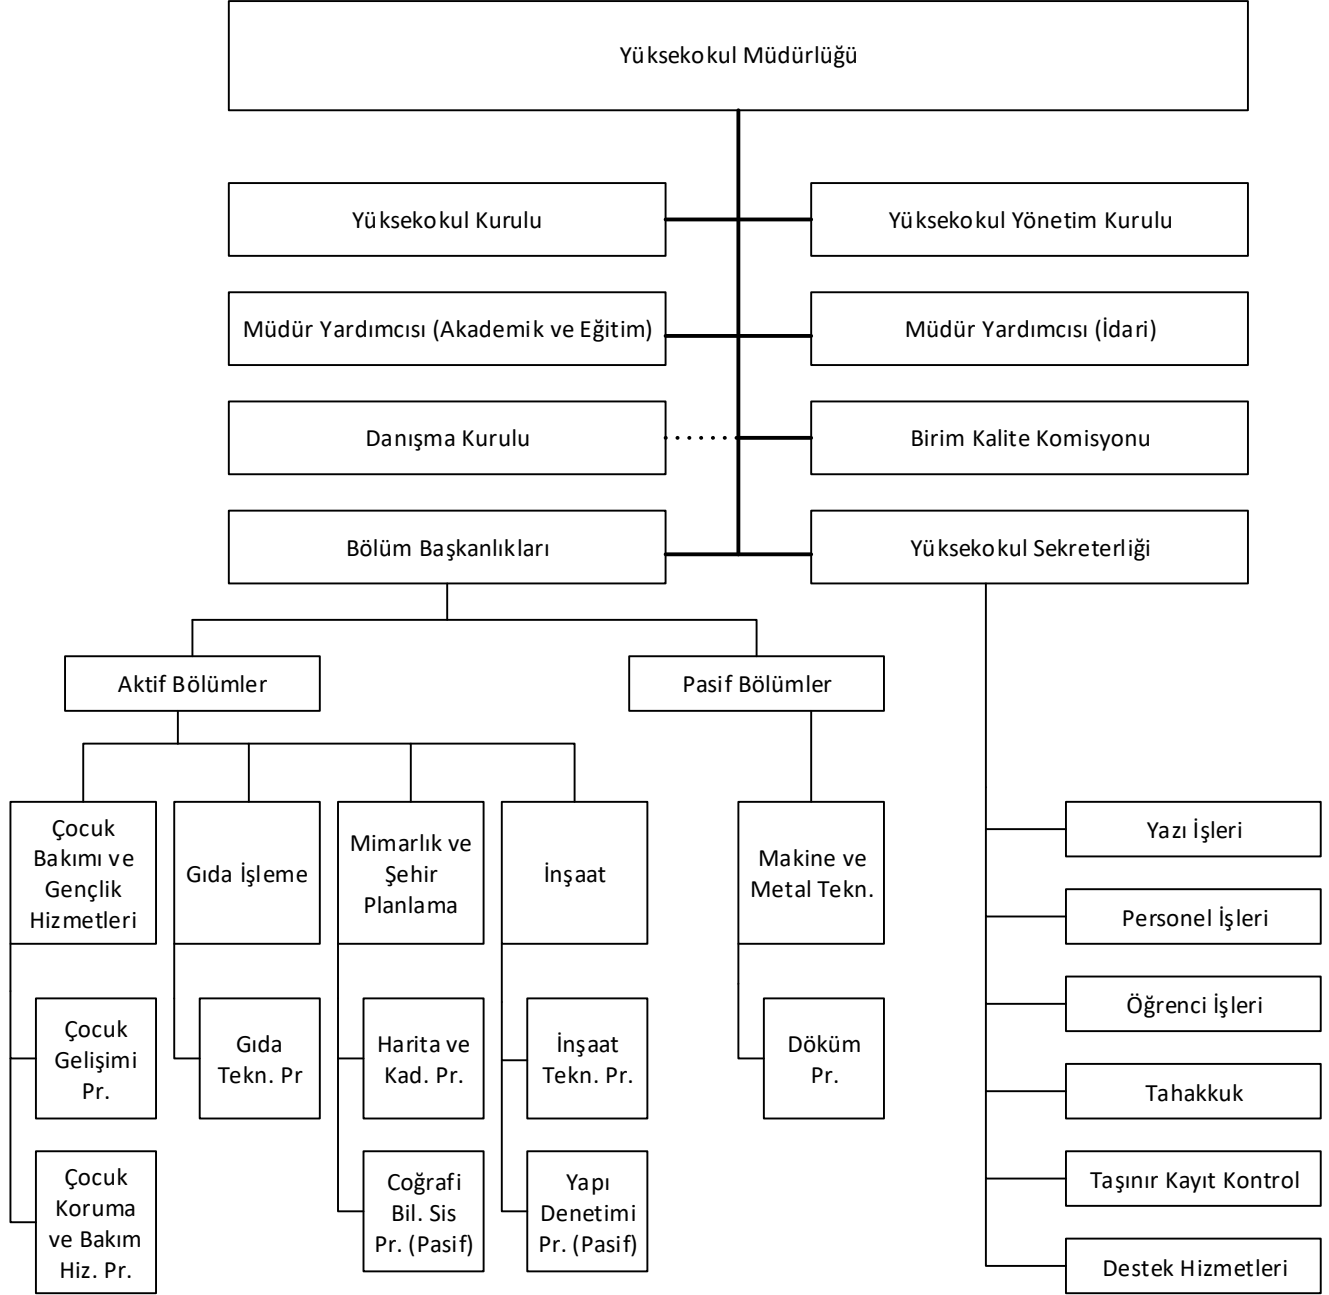 Yüksekokul Müdürlüğü
Yüksekokul Kurulu
Yüksekokul Yönetim Kurulu
Müdür Yardımcısı (Akademik ve Eğitim)
Müdür Yardımcısı (İdari)
Danışma Kurulu
Birim Kalite Komisyonu
Bölüm Başkanlıkları
Yüksekokul Sekreterliği
Aktif Bölümler
Pasif Bölümler
Çocuk
Bakımı ve
Gençlik
Hizmetleri
Gıda İşleme
Mimarlık ve
Şehir
Planlama
İnşaat
Makine ve
Metal Tekn.
Çocuk
Gelişimi
Pr.
Gıda
Tekn. Pr
Harita ve
Kad. Pr.
İnşaat
Tekn. Pr.
Döküm
Pr.
Çocuk
Koruma
ve Bakım
Hiz. Pr.
Coğrafi
Bil. Sis
Pr. (Pasif)
Yapı
Denetimi
Pr. (Pasif)
Yazı İşleri
Personel İşleri
Öğrenci İşleri
Tahakkuk
Taşınır Kayıt Kontrol
Destek Hizmetleri